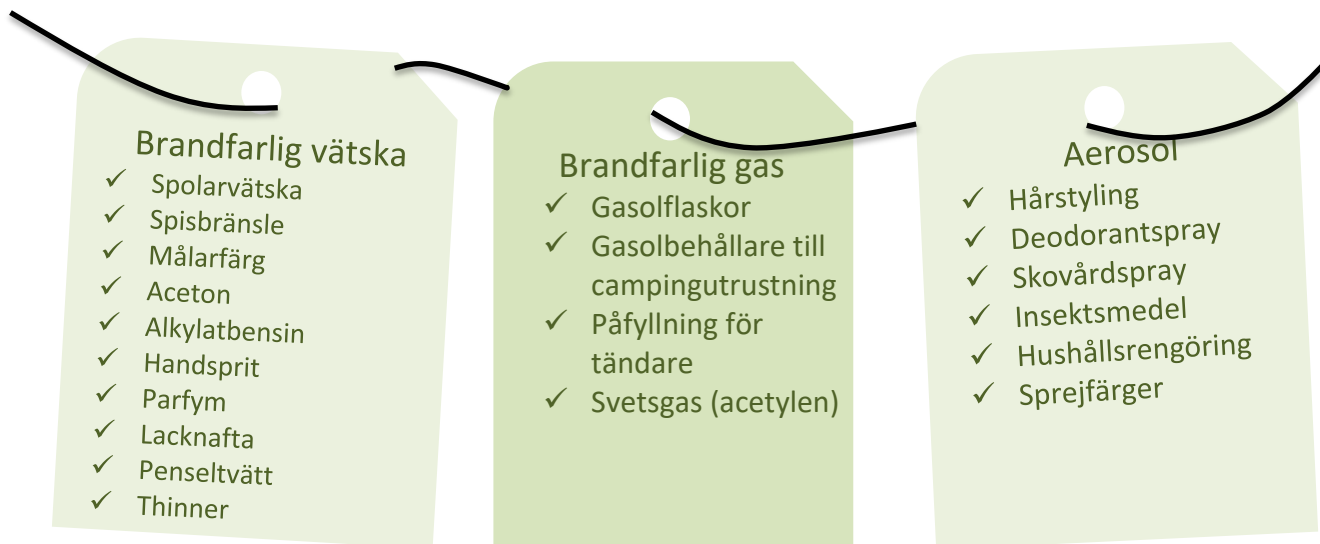 Brandfarlig vätska
✓ Spolarvätska
✓ Spisbränsle
✓ Målarfärg
✓ Aceton
✓ Alkylatbensin
✓ Handsprit
✓ Parfym
✓ Lacknafta
✓ Penseltvätt
✓ Thinner
Brandfarlig gas
✓ Gasolflaskor
✓ Gasolbehållare till
campingutrustning
✓ Påfyllning för
tändare
✓ Svetsgas (acetylen)
Aerosol
✓ Hårstyling
✓ Deodorantspray
✓ Skovårdspray
✓ Insektsmedel
✓ Hushållsrengöring
✓ Sprejfärger